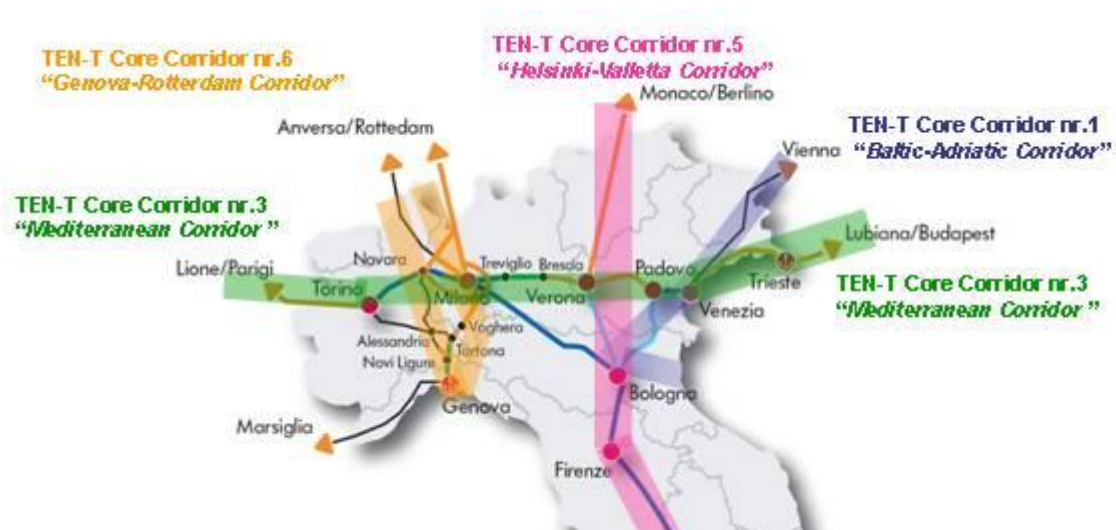 TEN-T Core Corridor nr.6
“Genova-Rotterdam Corridor”
TEN-T Core Corridor nr.5
“Helsinki-Valletta Corridor”
Monaco/Berlino
Anversa/Rottedam
TEN-T Core Corridor nr.1
“Baltic-Adriatic Corridor”
Vienna
TEN-T Core Corridor nr.3
“Mediterranean Corridor ”
Lubiana/Budapest
Lione/Parigi
Novara
Treviglio
Brescia
Padova
Trieste
Torino
Milano
Verona
Venezia
TEN-T Core Corridor nr.3
“Mediterranean Corridor ”
Voghera
Alessandria
Tortona
Novi Ligure
Bologna
Genova
Marsiglia
Firenze